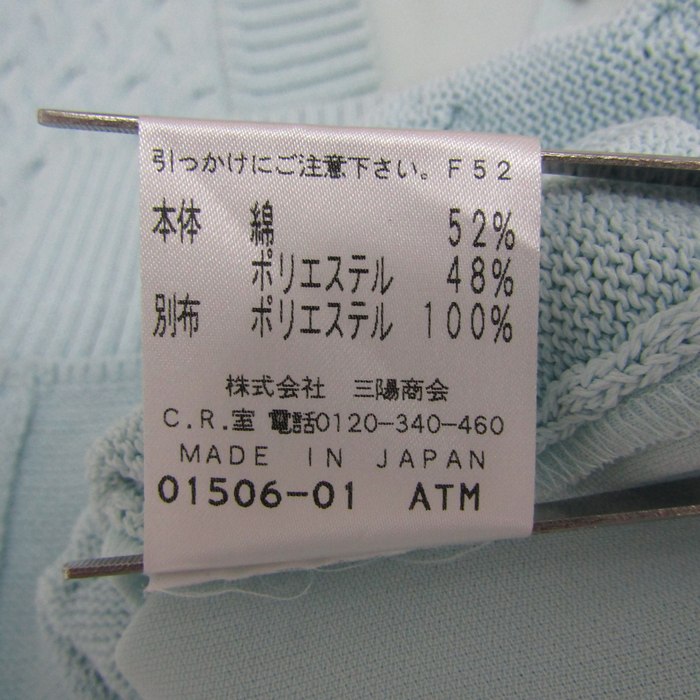 引っかけにご注意下さい。F52
本体 綿 52%
ポリエステル 48%
別布 ポリエステル 100%
株式会社 三陽商会
C.R.室 電話0120-340-460
MADE IN JAPAN
01506-01 ATM